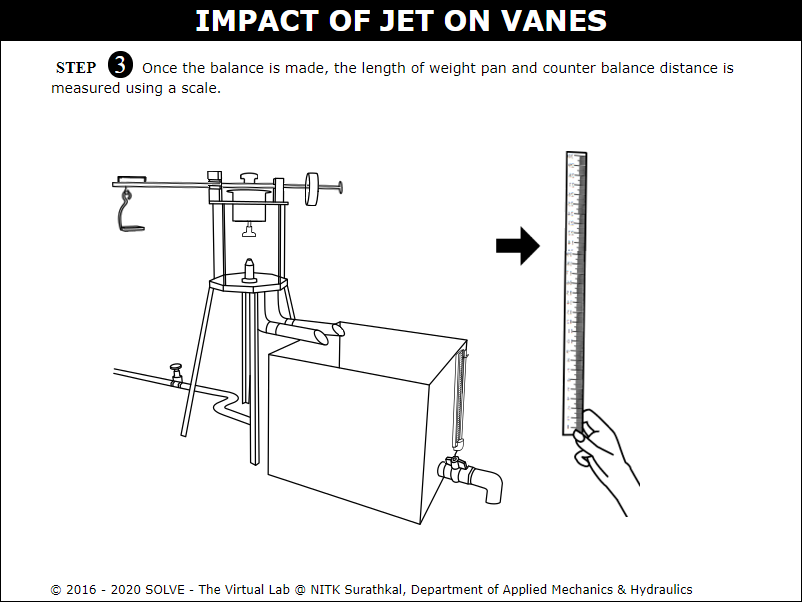 IMPACT OF JET ON VANES
STEP 3 Once the balance is made, the length of weight pan and counter balance distance is
measured using a scale.
© 2016 - 2020 SOLVE - The Virtual Lab @ NITK Surathkal, Department of Applied Mechanics & Hydraulics